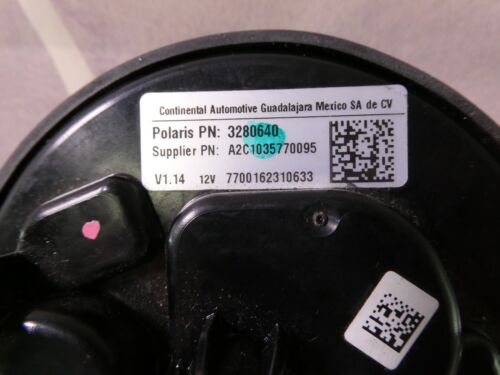 Continental Automotive Guadalajara Mexico SA de CV
Polaris PN: 3280640
Supplier PN: A2C1035770095
V1.14 12V 7700162310633